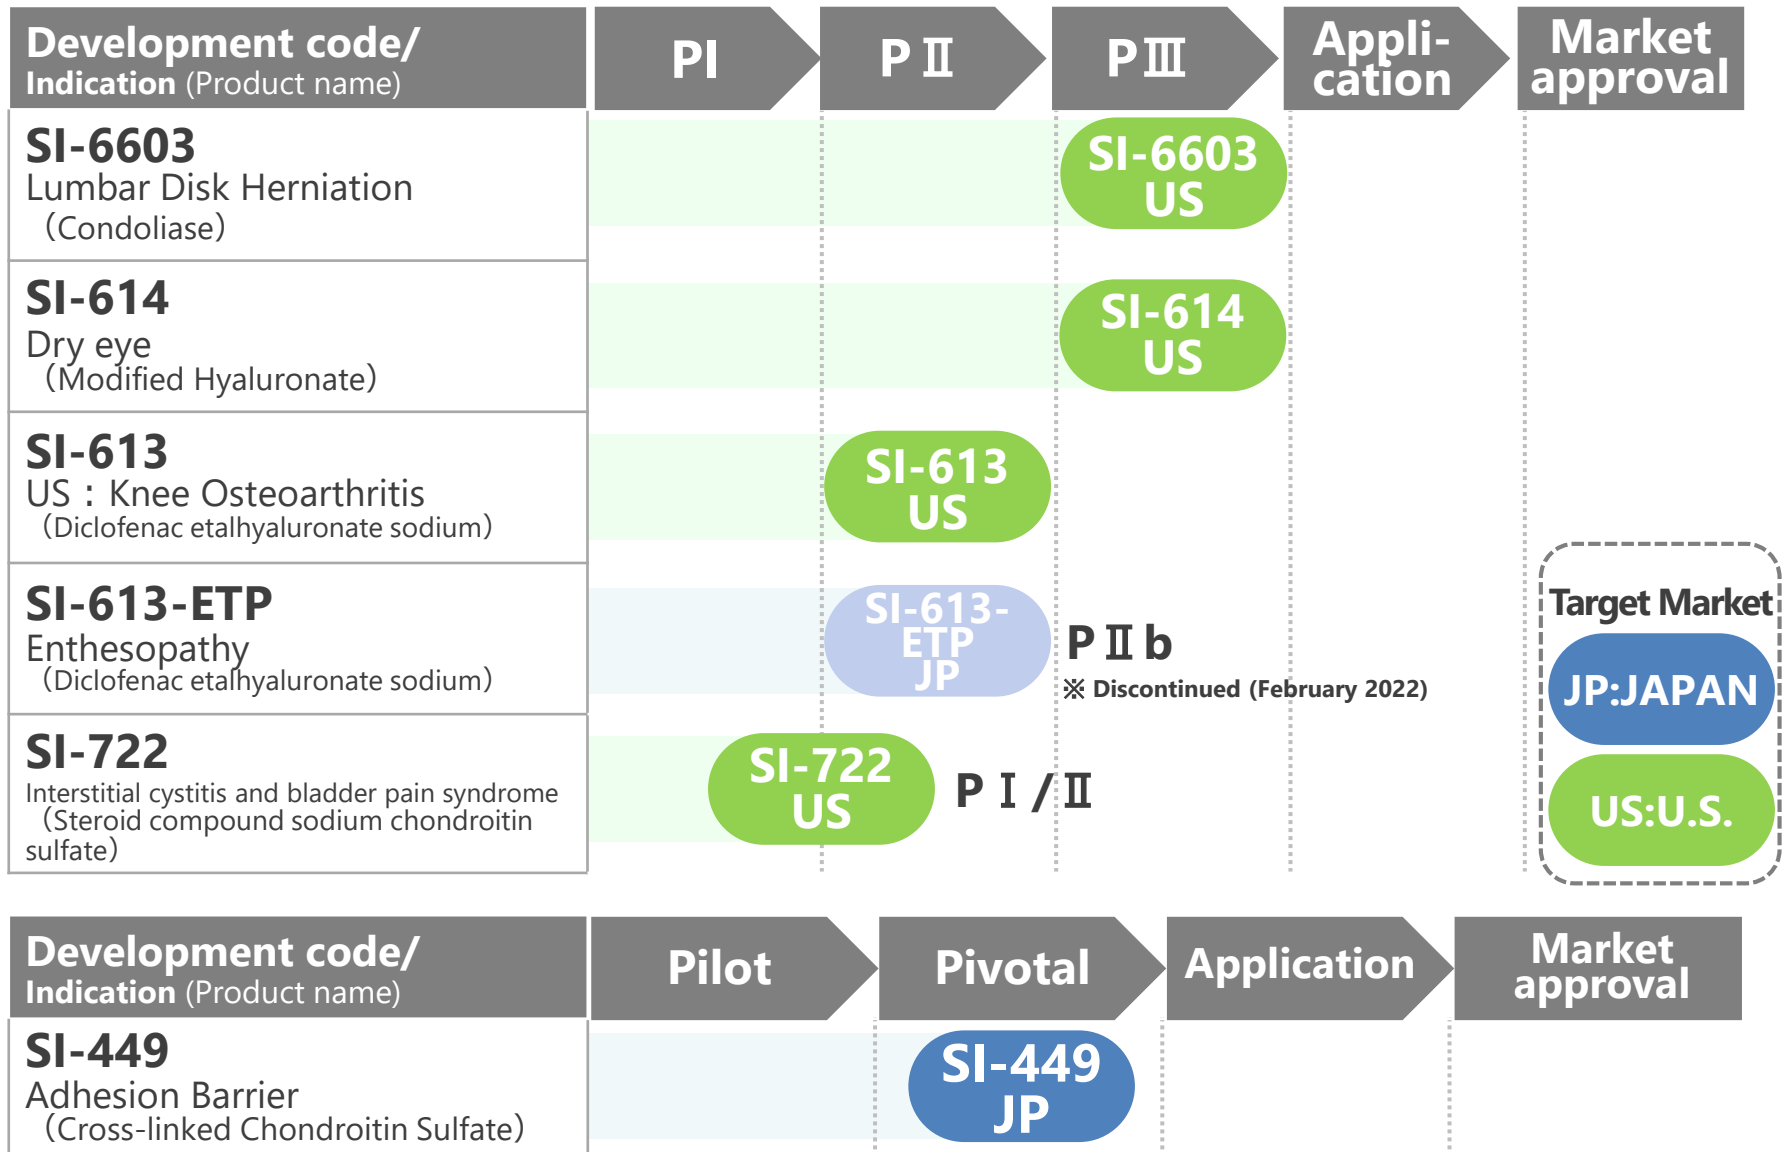 Development code/
Indication (Product name)
PⅠ
PⅡ
PⅢ
Appli-
cation
Market
approval
SI-6603
Lumbar Disk Herniation
（Condoliase）
SI-6603
US
SI-614
Dry eye
（Modified Hyaluronate）
SI-614
US
SI-613
US：Knee Osteoarthritis
（Diclofenac etalhyaluronate sodium）
SI-613
US
SI-613-ETP
Enthesopathy
（Diclofenac etalhyaluronate sodium）
SI-613-
ETP
JP
PⅡb
※ Discontinued (February 2022)
SI-722
Interstitial cystitis and bladder pain syndrome
（Steroid compound sodium chondroitin
sulfate）
SI-722
US
PⅠ/Ⅱ
Target Market
JP:JAPAN
US:U.S.
Development code/
Indication (Product name)
Pilot
Pivotal
Application
Market
approval
SI-449
Adhesion Barrier
（Cross-linked Chondroitin Sulfate）
SI-449
JP